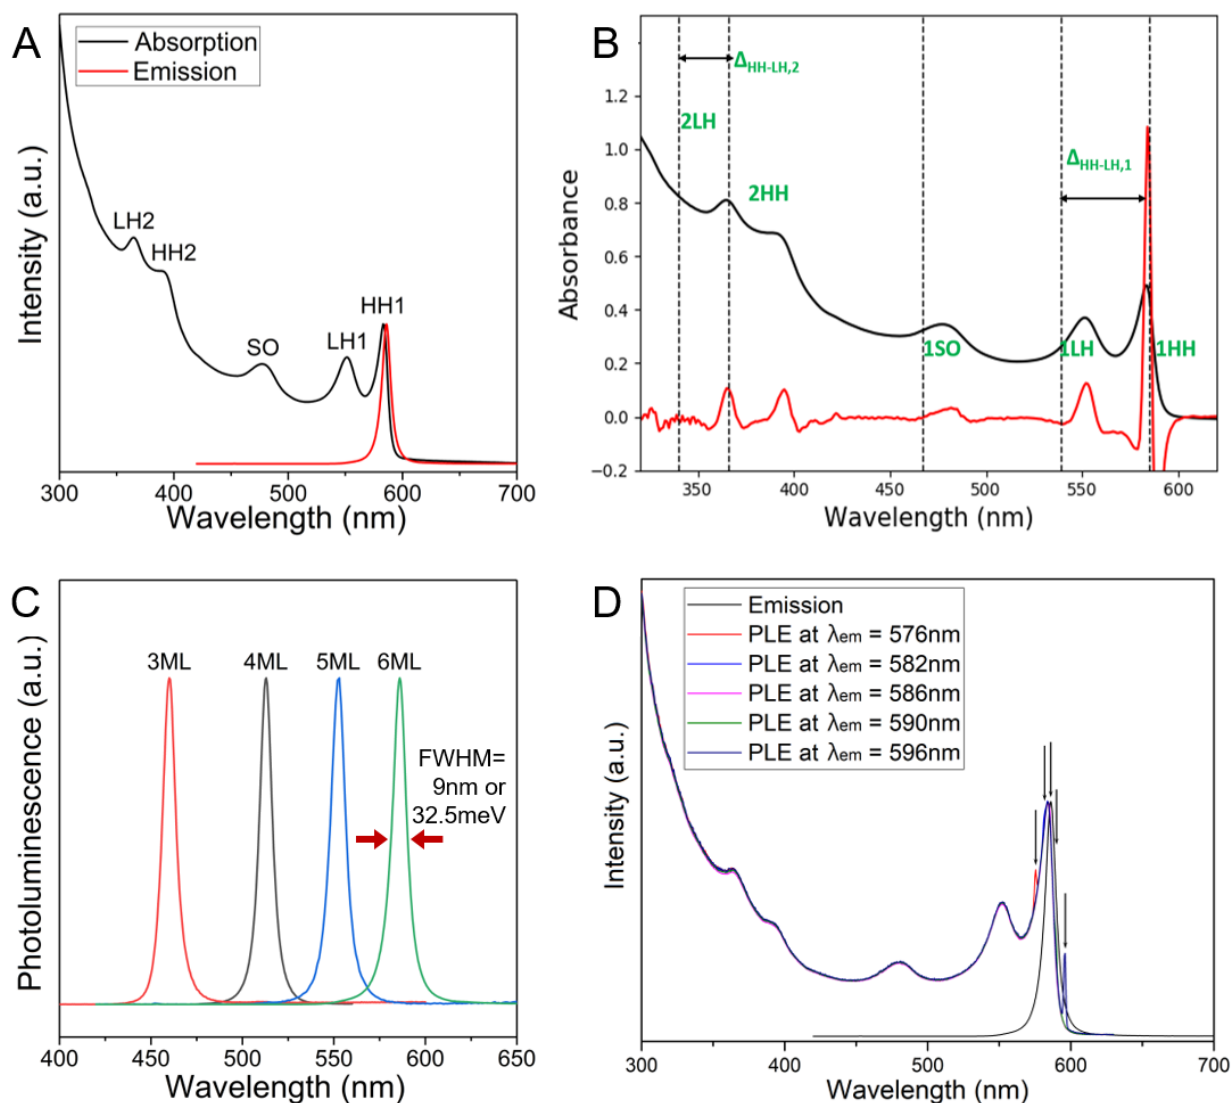 A
Absorption
Emission
LH2
HH2
SO
LH1
HH1
Intensity (a.u.)
300 400 500 600 700
Wavelength (nm)
B
ΔHH-LH,2
2LH
2HH
ΔHH-LH,1
1SO
1LH
1HH
Absorbance
1.2
1.0
0.8
0.6
0.4
0.2
0.0
−0.2
350 400 450 500 550 600
Wavelength (nm)
C
3ML 4ML 5ML 6ML
FWHM=
9nm or
32.5meV
Photoluminescence (a.u.)
400 450 500 550 600 650
Wavelength (nm)
D
Emission
PLE at λem = 576nm
PLE at λem = 582nm
PLE at λem = 586nm
PLE at λem = 590nm
PLE at λem = 596nm
Intensity (a.u.)
300 400 500 600 700
Wavelength (nm)